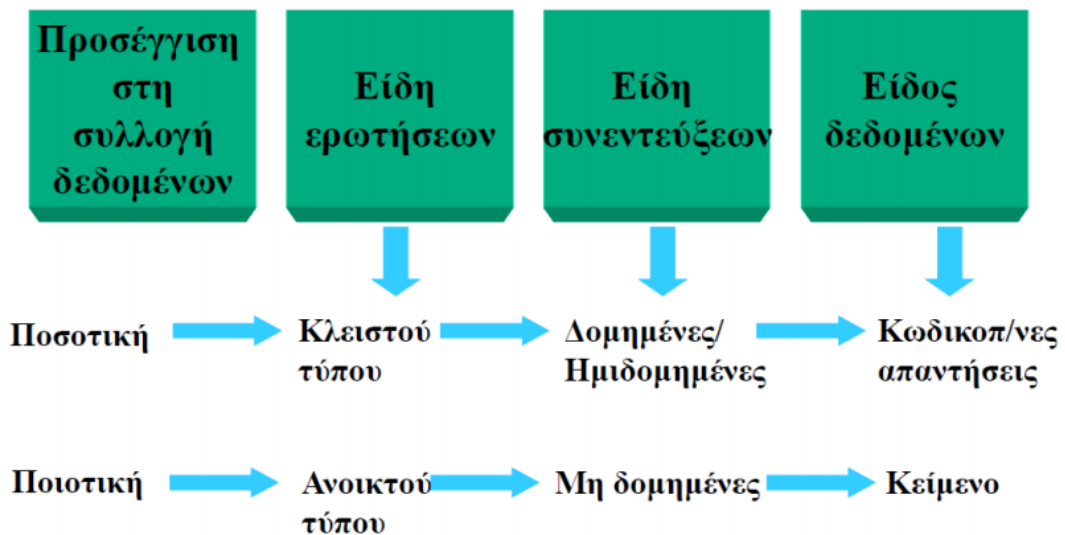 Προσέγγιση
στη
συλλογή
δεδομένων
Είδη
ερωτήσεων
Είδη
συνεντεύξεων
Είδος
δεδομένων
Ποσοτική
Κλειστού
τύπου
Δομημένες/
Ημιδομημένες
Κωδικοπ/νες
απαντήσεις
Ποιοτική
Ανοικτού
τύπου
Μη δομημένες
Κείμενο